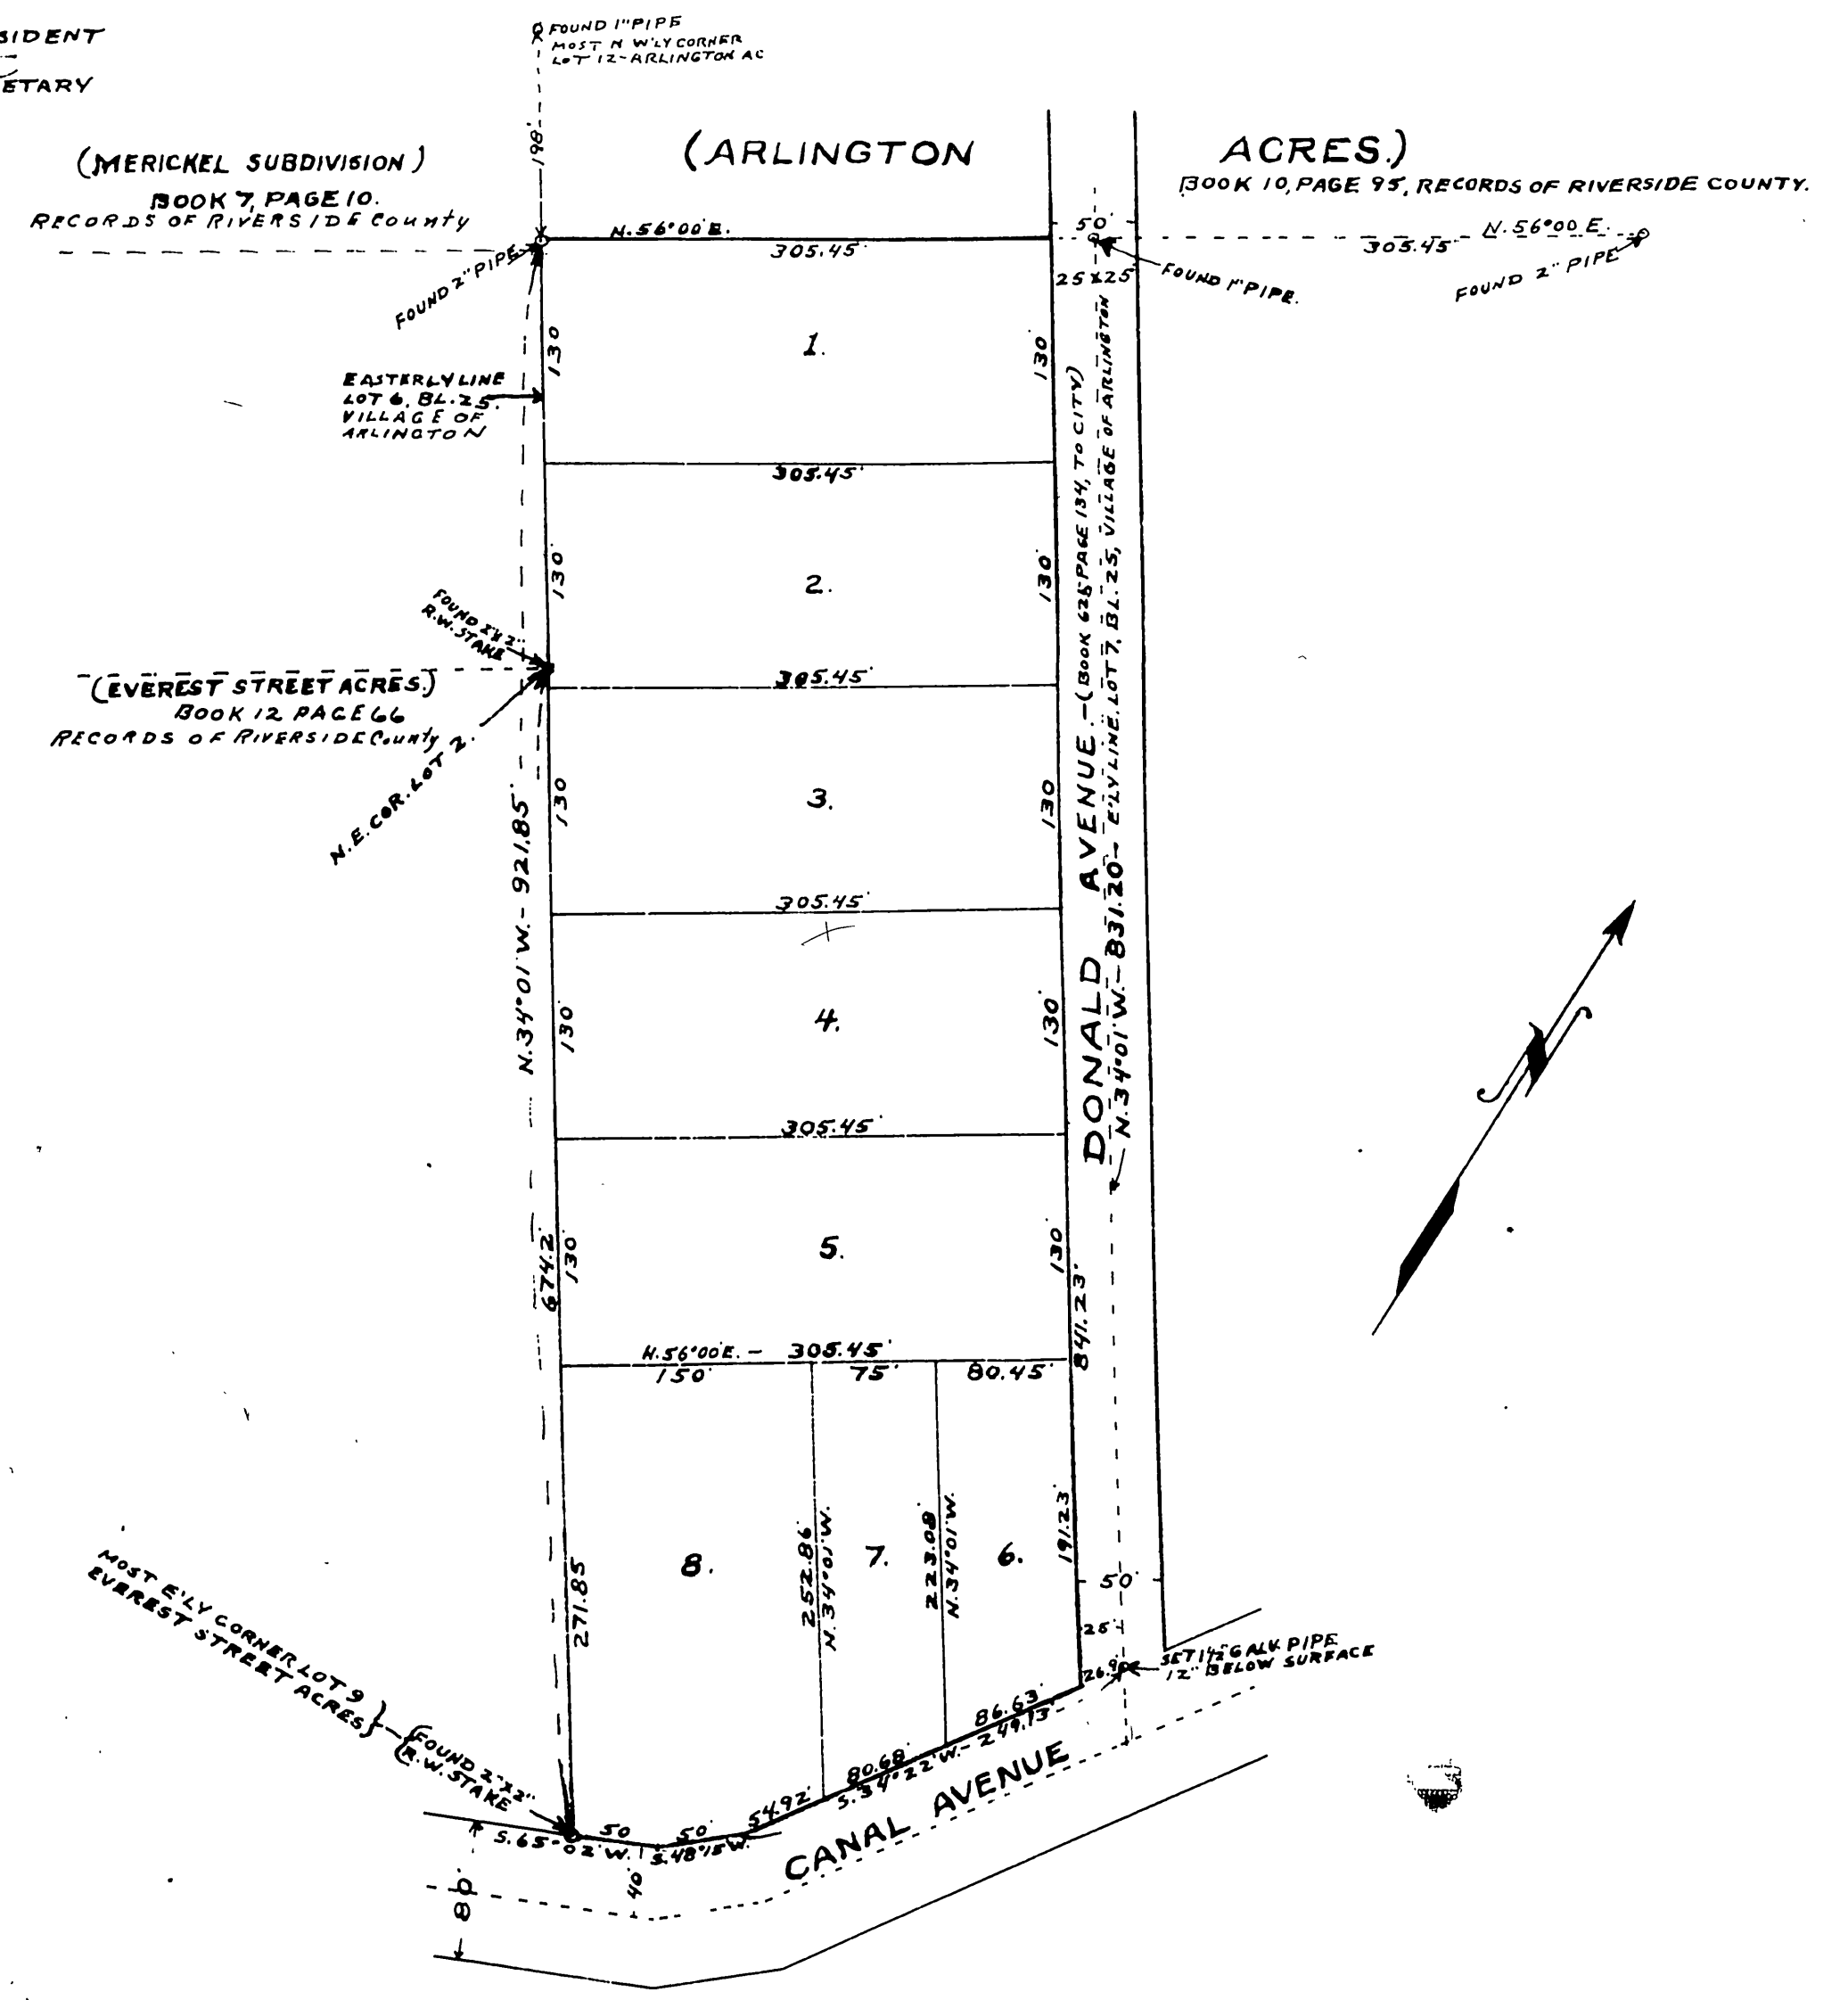 SIDENT
ETARY
FOUND 1" PIPE
MOST N W'LY CORNER
LOT 12-ARLINGTON AC
198'
(MERICKEL SUBDIVISION)
BOOK 7, PAGE 10.
RECORDS OF RIVERSIDE County
(ARLINGTON ACRES.)
BOOK 10, PAGE 95, RECORDS OF RIVERSIDE COUNTY.
N.56°00'E.
305.45'
50'
N.56°00 E.
305.45'
FOUND 2" PIPE
25 x 25'
FOUND 1" PIPE.
FOUND 2" PIPE
130
1.
130
EASTERLY LINE
LOT 6, BL. 25.
VILLAGE OF
ARLINGTON
305.45'
130'
2.
130'
FOUND 2"x2"
R.W. STAKE
(EVEREST STREET ACRES.)
BOOK 12 PAGE 66
RECORDS OF RIVERSIDE County
N.E. COR. LOT 2.
305.45'
130
3.
130
N.34°01'W. - 921.85'
305.45'
130'
4.
130'
DONALD AVENUE. - (BOOK 625 PAGE 134, TO CITY)
N.34°01'W. - 831.20 - E'LY LINE. LOT 7, BL. 25, VILLAGE OF ARLINGTON
305.45'
674.2'
130'
5.
130'
841.23'
N.56°00'E. - 305.45'
150'
75'
80.45'
271.85
8.
252.86'
N.34°01'W.
7.
223.08'
N.34°01'W.
6.
191.23'
50'
25'
26.9'
SET 1½" GALV. PIPE
12" BELOW SURFACE
MOST E'LY CORNER LOT 9
EVEREST STREET ACRES
FOUND 2"x2"
R.W. STAKE
86.63'
80.68'
54.92'
S.34°22'W. - 249.13'
50
50'
S.65°02'W.
S.48°15'W.
40'
80'
CANAL AVENUE